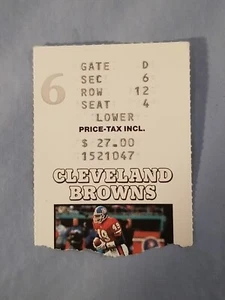 6
GATE D
SEC 6
ROW 12
SEAT 4
LOWER
PRICE-TAX INCL.
$ 27.00
1521047
CLEVELAND
BROWNS